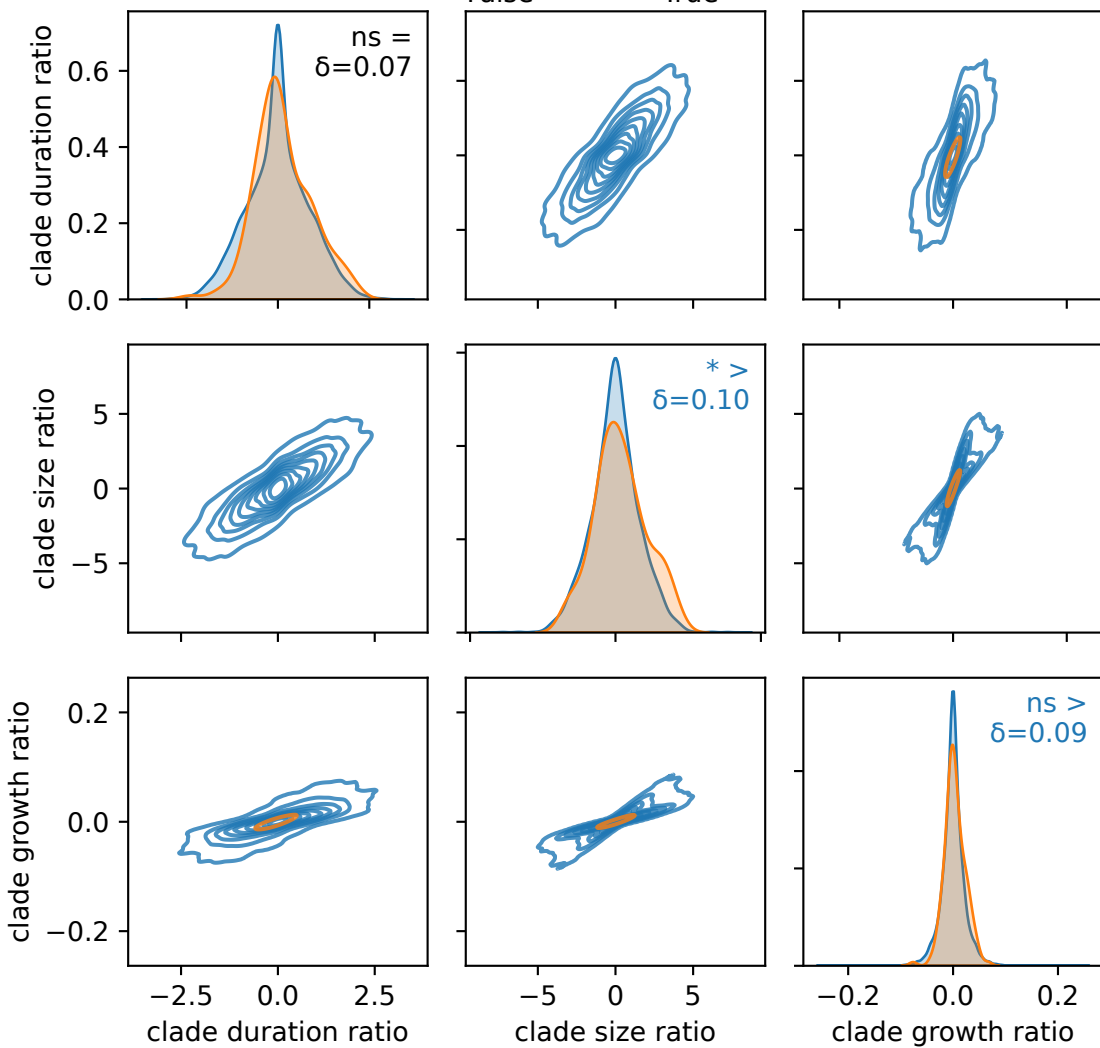 clade duration ratio
0.6
0.4
0.2
0.0
ns =
δ=0.07
clade size ratio
5
0
−5
* >
δ=0.10
clade growth ratio
0.2
0.0
−0.2
ns >
δ=0.09
−2.5 0.0 2.5
−5 0 5
−0.2 0.0 0.2
clade duration ratio
clade size ratio
clade growth ratio